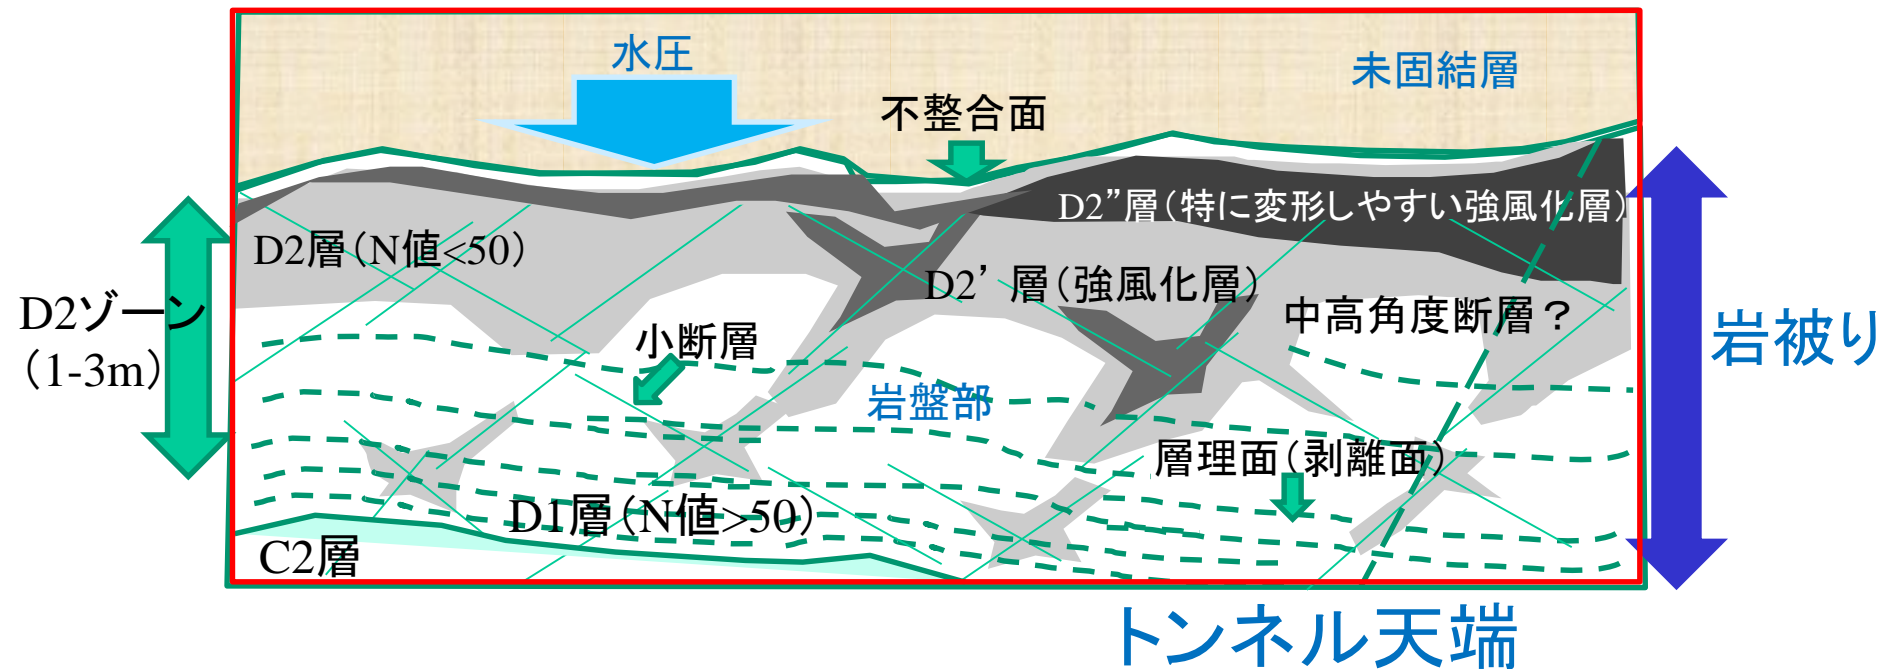 水圧
未固結層
不整合面
D2”層（特に変形しやすい強風化層）
D2層（N値<50）
D2’ 層（強風化層）
D2ゾーン
（1-3m）
中高角度断層？
小断層
岩被り
岩盤部
層理面（剥離面）
D1層（N値>50）
C2層
トンネル天端